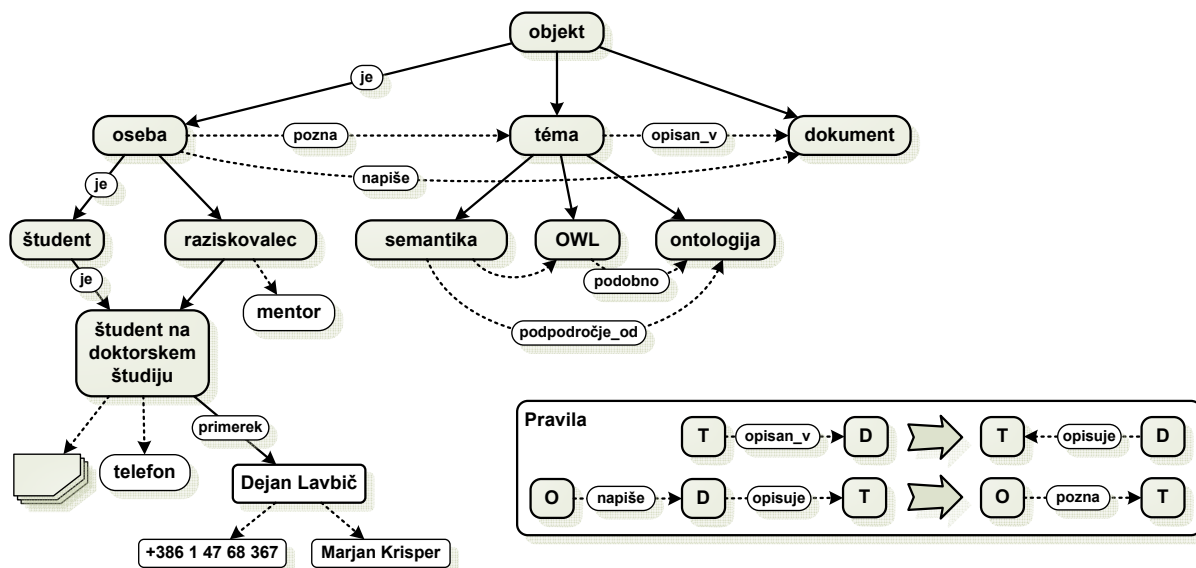 objekt
je
oseba
pozna
téma
opisan_v
dokument
napiše
je
študent
raziskovalec
semantika
OWL
ontologija
je
podobno
mentor
podpodročje_od
študent na
doktorskem
študiju
primerek
telefon
Dejan Lavbič
+386 1 47 68 367
Marjan Krisper
Pravila
T opisan_v D T opisuje D
O napiše D opisuje T O pozna T